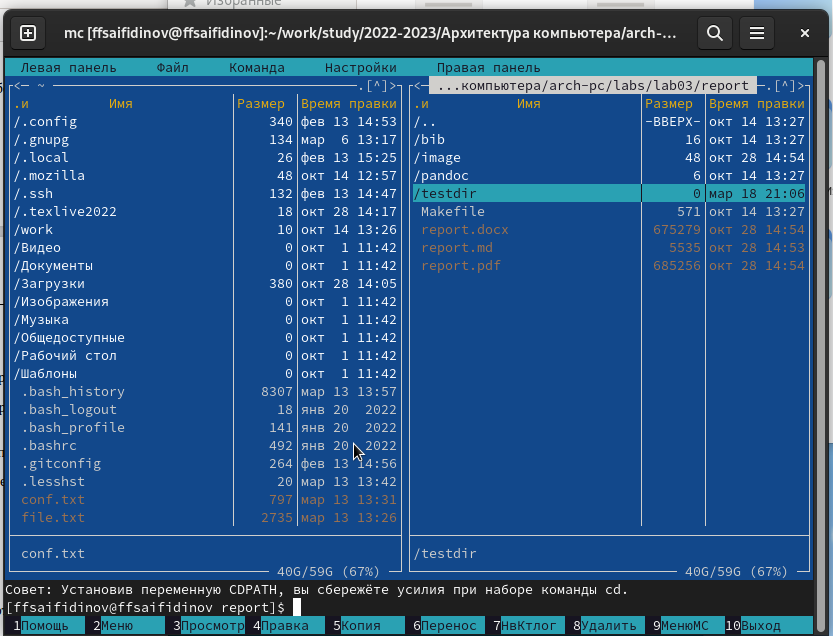 Избранные
mc [ffsaifidinov@ffsaifidinov]:~/work/study/2022-2023/Архитектура компьютера/arch-...
Левая панель Файл Команда Настройки Правая панель
<— ~ .[^]>
.и Имя Размер Время правки
/.config 340 фев 13 14:53
/.gnupg 134 мар 6 13:17
/.local 26 фев 13 15:25
/.mozilla 48 окт 14 12:57
/.ssh 132 фев 13 14:47
/.texlive2022 18 окт 28 14:17
/work 10 окт 14 13:26
/Видео 0 окт 1 11:42
/Документы 0 окт 1 11:42
/Загрузки 380 окт 28 14:05
/Изображения 0 окт 1 11:42
/Музыка 0 окт 1 11:42
/Общедоступные 0 окт 1 11:42
/Рабочий стол 0 окт 1 11:42
/Шаблоны 0 окт 1 11:42
.bash_history 8307 мар 13 13:57
.bash_logout 18 янв 20 2022
.bash_profile 141 янв 20 2022
.bashrc 492 янв 20 2022
.gitconfig 264 фев 13 14:56
.lesshst 20 мар 13 13:42
conf.txt 797 мар 13 13:31
file.txt 2735 мар 13 13:26
conf.txt
40G/59G (67%)
<— ...компьютера/arch-pc/labs/lab03/report .[^]>
.и Имя Размер Время правки
/.. -ВВЕРХ- окт 14 13:27
/bib 16 окт 14 13:27
/image 48 окт 28 14:54
/pandoc 6 окт 14 13:27
/testdir 0 мар 18 21:06
Makefile 571 окт 14 13:27
report.docx 675279 окт 28 14:54
report.md 5535 окт 28 14:53
report.pdf 685256 окт 28 14:54
/testdir
40G/59G (67%)
Совет: Установив переменную CDPATH, вы сбережёте усилия при наборе команды cd.
[ffsaifidinov@ffsaifidinov report]$
1Помощь 2Меню 3Просмотр 4Правка 5Копия 6Перенос 7НвКтлог 8Удалить 9МенюMC 10Выход